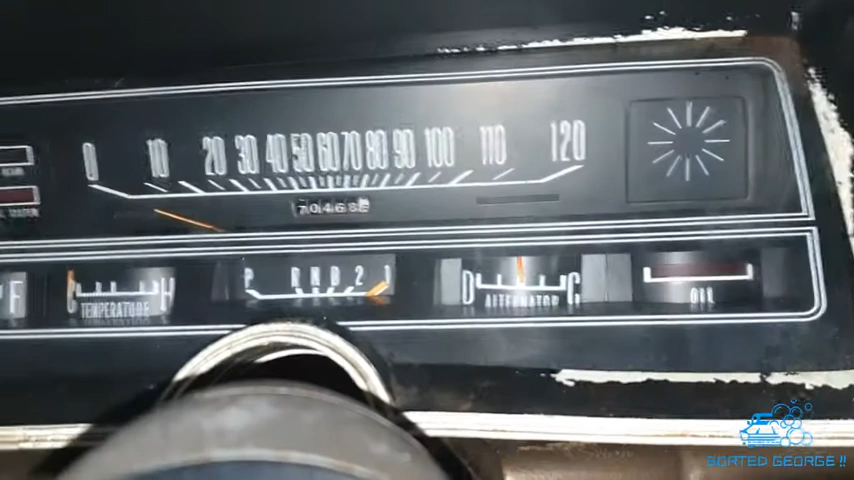 0 10 20 30 40 50 60 70 80 90 100 110 120
70468
F
C TEMPERATURE H
P R N D 2 1
D ALTERNATOR C
OIL
SORTED GEORGE !!